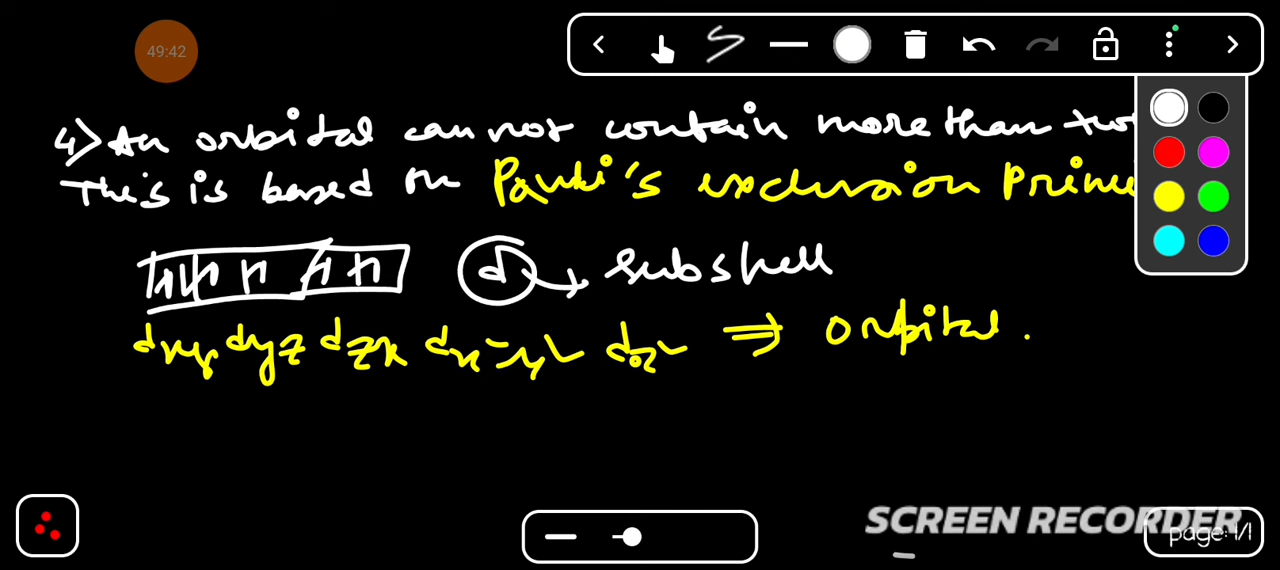 49:42
4) An orbital can not contain more than two
This is based on Pauli's exclusion Princi
d → subshell
dxy dyz dzx dx²-y² dz² ⇒ orbital.
SCREEN RECORDER
page:1/1